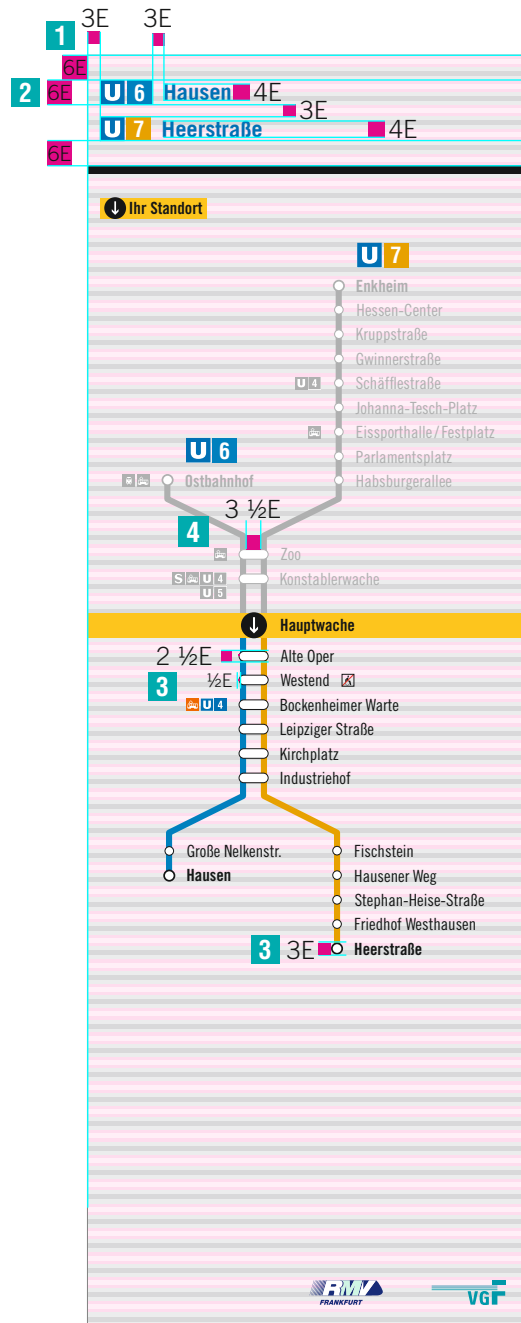 3E 3E
1
6E
2 6E U 6 Hausen 4E
3E
U 7 Heerstraße 4E
6E
Ihr Standort
U 7
Enkheim
Hessen-Center
Kruppstraße
Gwinnerstraße
U 4 Schäfflestraße
Johanna-Tesch-Platz
Eissporthalle/Festplatz
U 6 Parlamentsplatz
Ostbahnhof Habsburgerallee
3 ½E
4
Zoo
S U 4 Konstablerwache
U 5
Hauptwache
2 ½E Alte Oper
3 ½E Westend
U 4 Bockenheimer Warte
Leipziger Straße
Kirchplatz
Industriehof
Große Nelkenstr. Fischstein
Hausen Hausener Weg
Stephan-Heise-Straße
Friedhof Westhausen
3 3E Heerstraße
RMV
FRANKFURT
VGF